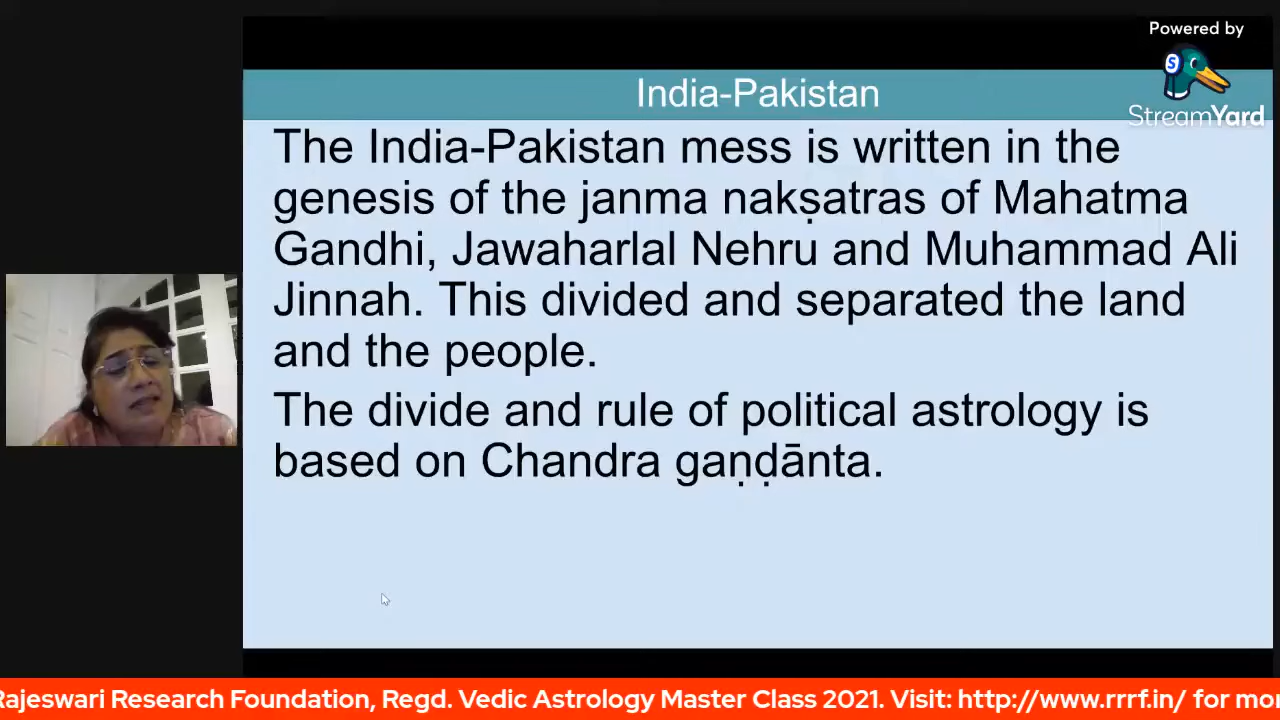 Powered by
StreamYard
India-Pakistan
The India-Pakistan mess is written in the
genesis of the janma nakṣatras of Mahatma
Gandhi, Jawaharlal Nehru and Muhammad Ali
Jinnah. This divided and separated the land
and the people.
The divide and rule of political astrology is
based on Chandra gaṇḍānta.
Rajeswari Research Foundation, Regd. Vedic Astrology Master Class 2021. Visit: http://www.rrrf.in/ for mo